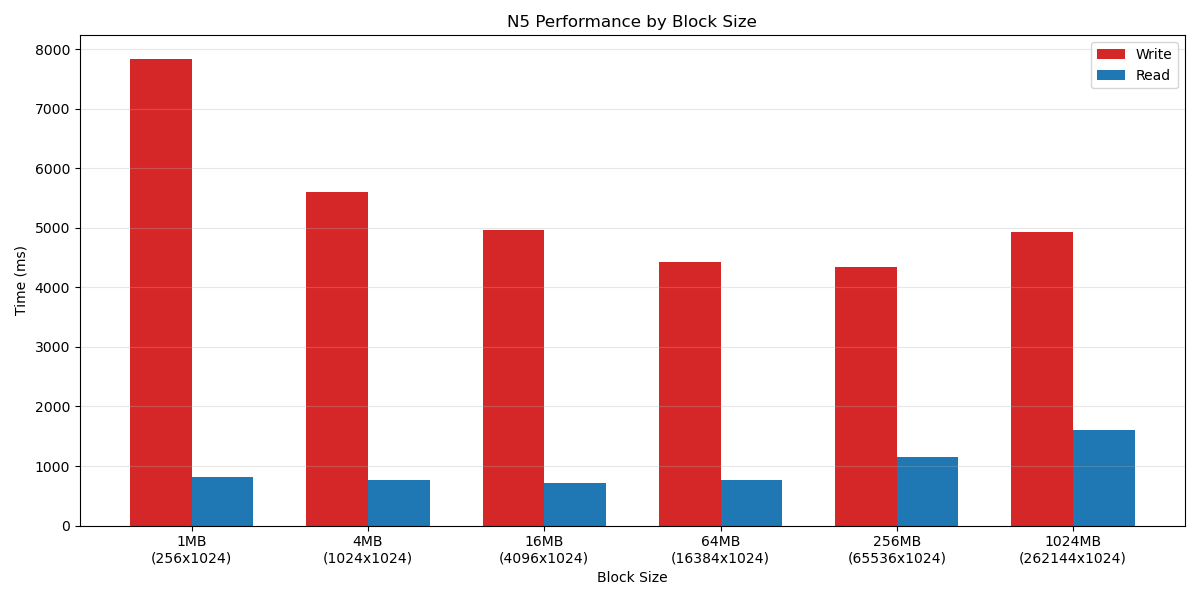 N5 Performance by Block Size
Write
Read
Time (ms)
8000
7000
6000
5000
4000
3000
2000
1000
0
1MB
(256x1024)
4MB
(1024x1024)
16MB
(4096x1024)
64MB
(16384x1024)
256MB
(65536x1024)
1024MB
(262144x1024)
Block Size